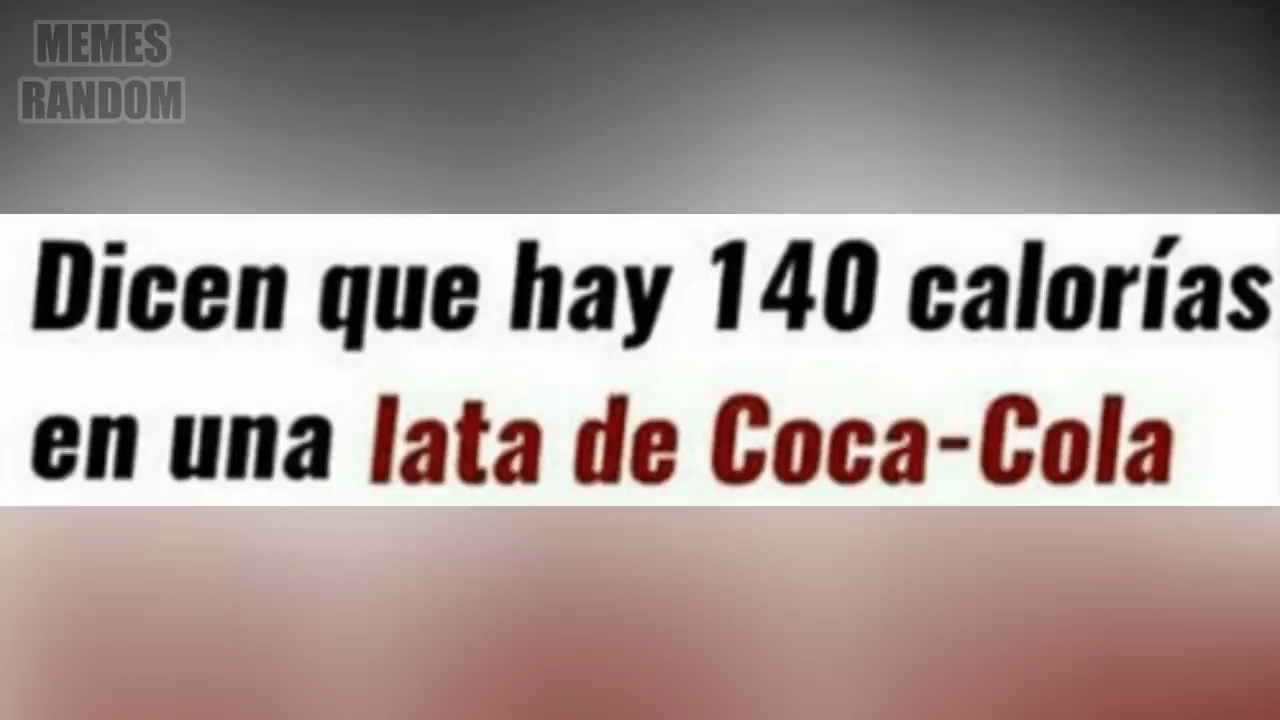 MEMES
RANDOM
Dicen que hay 140 calorías
en una lata de Coca-Cola